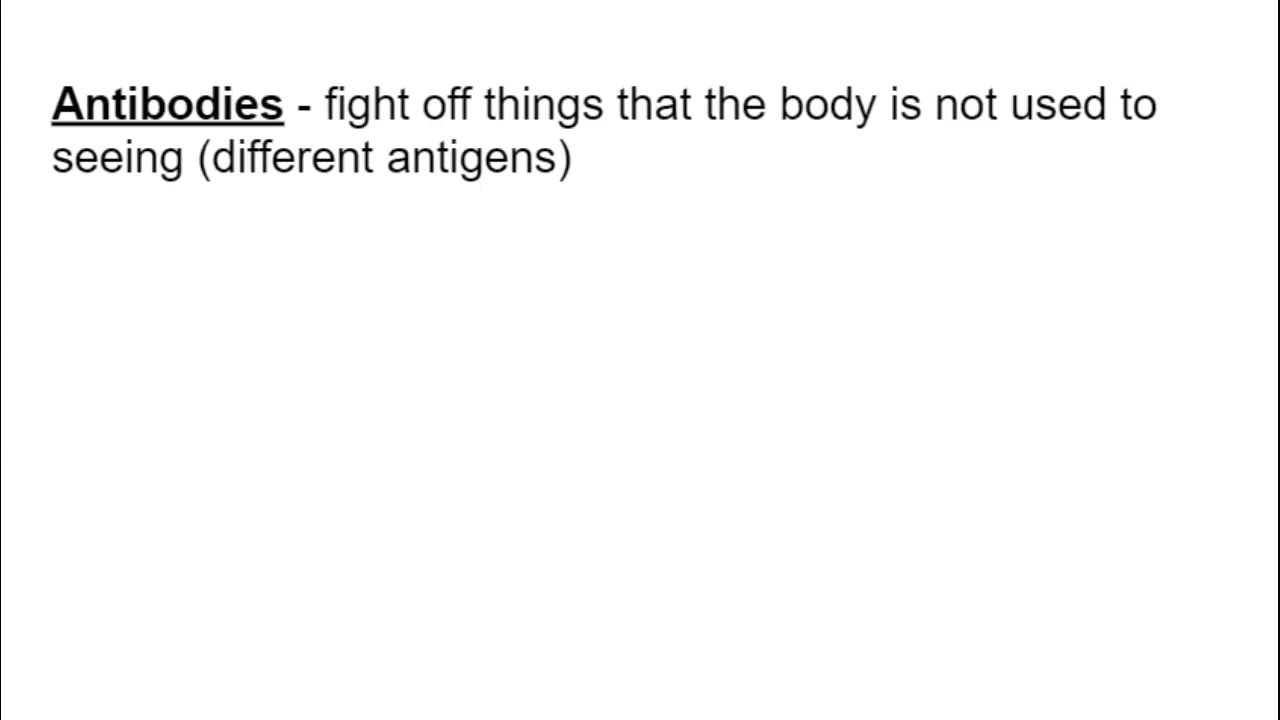 Antibodies - fight off things that the body is not used to
seeing (different antigens)